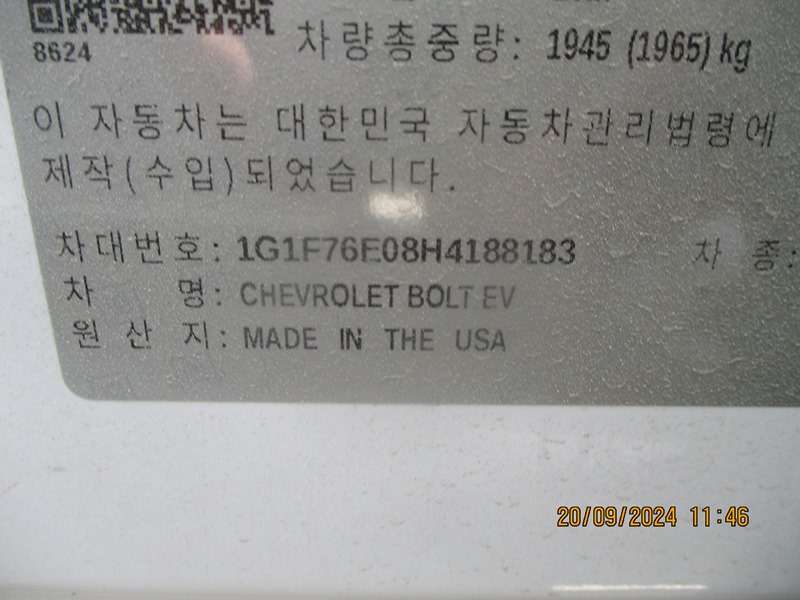 8624
차량총중량: 1945 (1965) kg
이 자동차는 대한민국 자동차관리법령에
제작(수입)되었습니다.
차대번호: 1G1F76E08H4188183
차 종:
차 명: CHEVROLET BOLT EV
원산지: MADE IN THE USA
20/09/2024 11:46